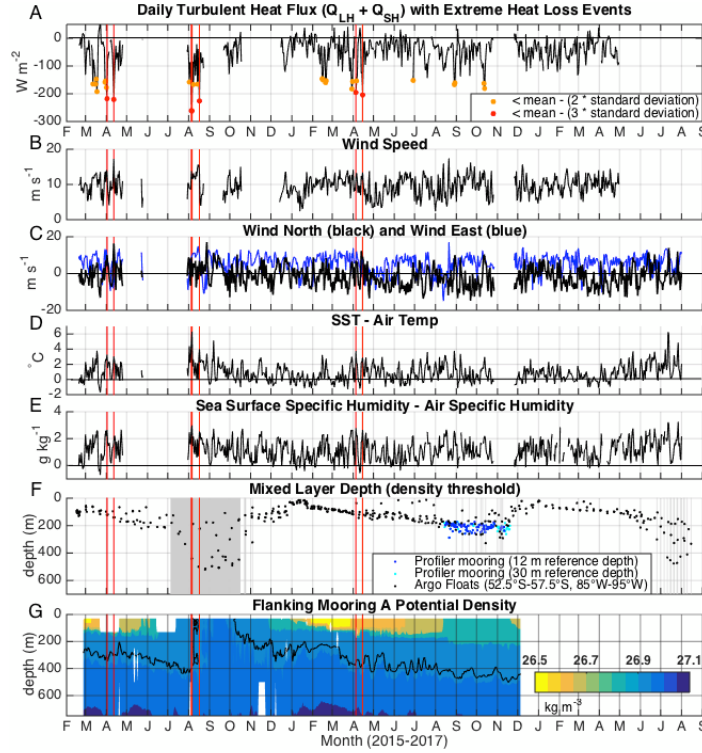 A
Daily Turbulent Heat Flux (Q_LH + Q_SH) with Extreme Heat Loss Events
W m⁻²
0
-100
-200
-300
< mean - (2 * standard deviation)
< mean - (3 * standard deviation)
F M A M J J A S O N D J F M A M J J A S O N D J F M A M J J A S
B
Wind Speed
m s⁻¹
20
10
0
C
Wind North (black) and Wind East (blue)
m s⁻¹
20
0
-20
D
SST - Air Temp
°C
6
4
2
0
-2
E
Sea Surface Specific Humidity - Air Specific Humidity
g kg⁻¹
4
2
0
F
Mixed Layer Depth (density threshold)
depth (m)
0
200
400
600
Profiler mooring (12 m reference depth)
Profiler mooring (30 m reference depth)
Argo Floats (52.5°S-57.5°S, 85°W-95°W)
G
Flanking Mooring A Potential Density
depth (m)
0
200
400
600
26.5 26.7 26.9 27.1
kg m⁻³
F M A M J J A S O N D J F M A M J J A S O N D J F M A M J J A S
Month (2015-2017)